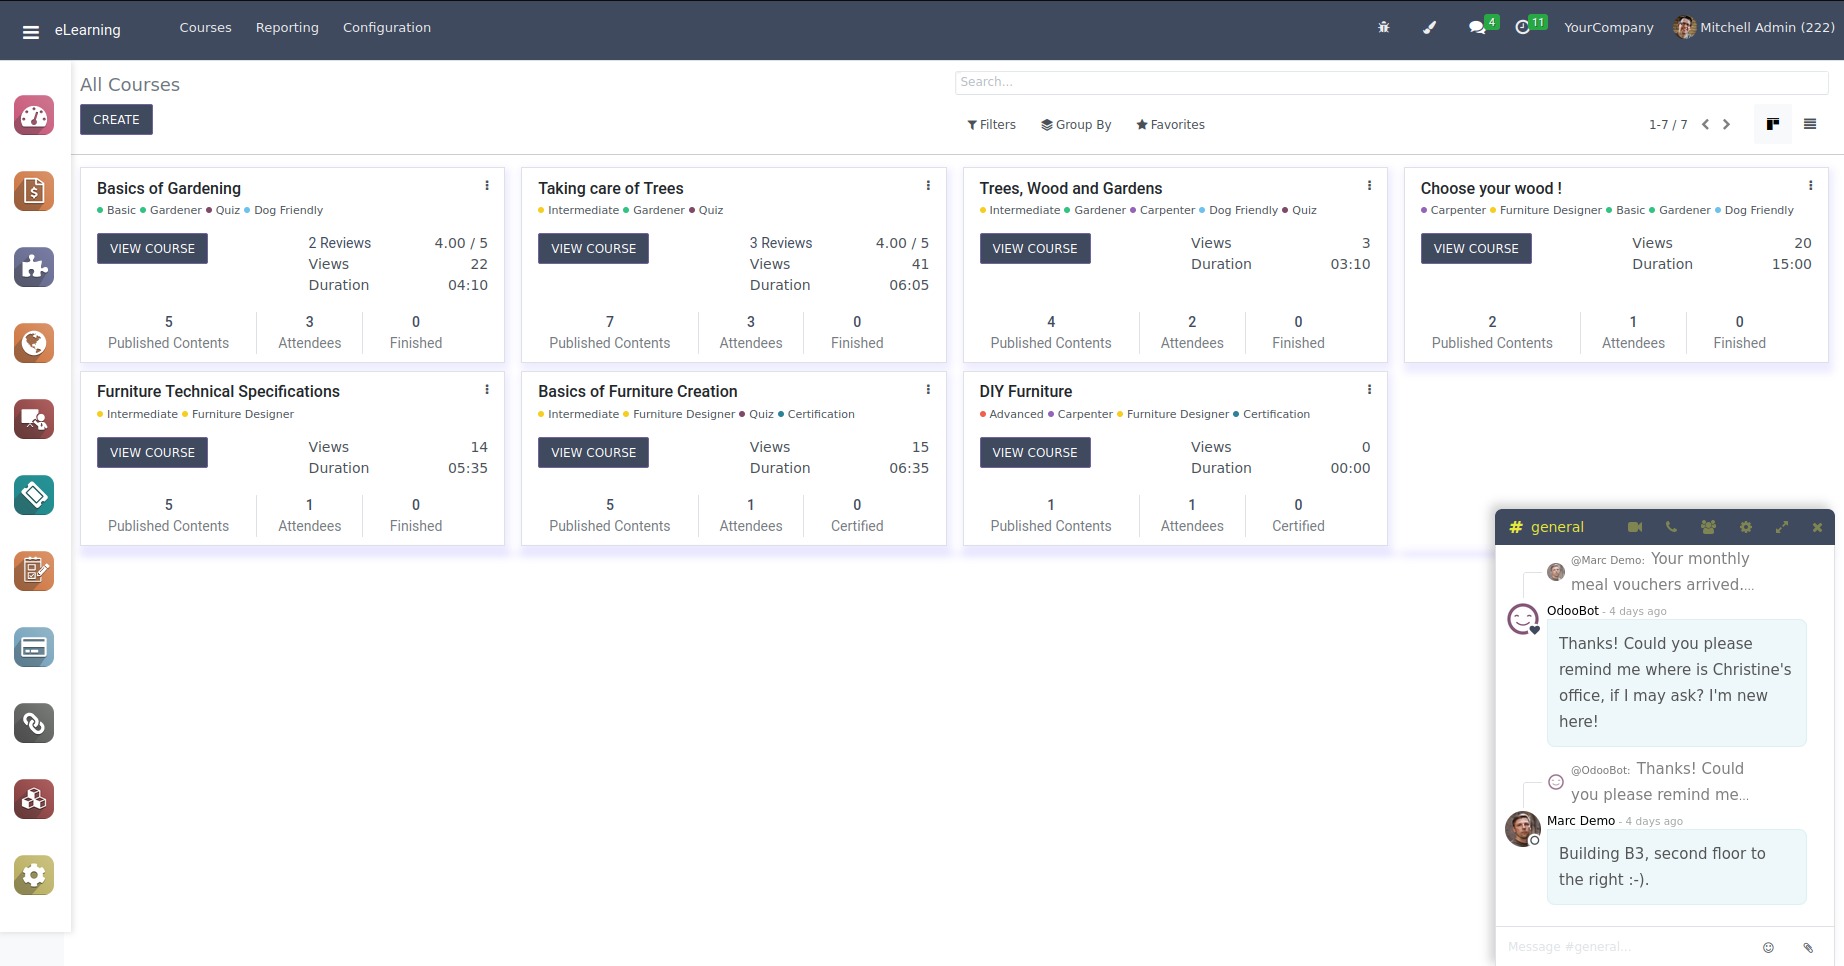 eLearning Courses Reporting Configuration 4 11 YourCompany Mitchell Admin (222)
All Courses
Search...
CREATE
Filters Group By Favorites 1-7 / 7
Basics of Gardening
Basic Gardener Quiz Dog Friendly
VIEW COURSE
2 Reviews 4.00 / 5
Views 22
Duration 04:10
5 3 0
Published Contents Attendees Finished
Taking care of Trees
Intermediate Gardener Quiz
VIEW COURSE
3 Reviews 4.00 / 5
Views 41
Duration 06:05
7 3 0
Published Contents Attendees Finished
Trees, Wood and Gardens
Intermediate Gardener Carpenter Dog Friendly Quiz
VIEW COURSE
Views 3
Duration 03:10
4 2 0
Published Contents Attendees Finished
Choose your wood !
Carpenter Furniture Designer Basic Gardener Dog Friendly
VIEW COURSE
Views 20
Duration 15:00
2 1 0
Published Contents Attendees Finished
Furniture Technical Specifications
Intermediate Furniture Designer
VIEW COURSE
Views 14
Duration 05:35
5 1 0
Published Contents Attendees Finished
Basics of Furniture Creation
Intermediate Furniture Designer Quiz Certification
VIEW COURSE
Views 15
Duration 06:35
5 1 0
Published Contents Attendees Certified
DIY Furniture
Advanced Carpenter Furniture Designer Certification
VIEW COURSE
Views 0
Duration 00:00
1 1 0
Published Contents Attendees Certified
# general
@Marc Demo: Your monthly
meal vouchers arrived....
OdooBot - 4 days ago
Thanks! Could you please
remind me where is Christine's
office, if I may ask? I'm new
here!
@OdooBot: Thanks! Could
you please remind me...
Marc Demo - 4 days ago
Building B3, second floor to
the right :-).
Message #general...